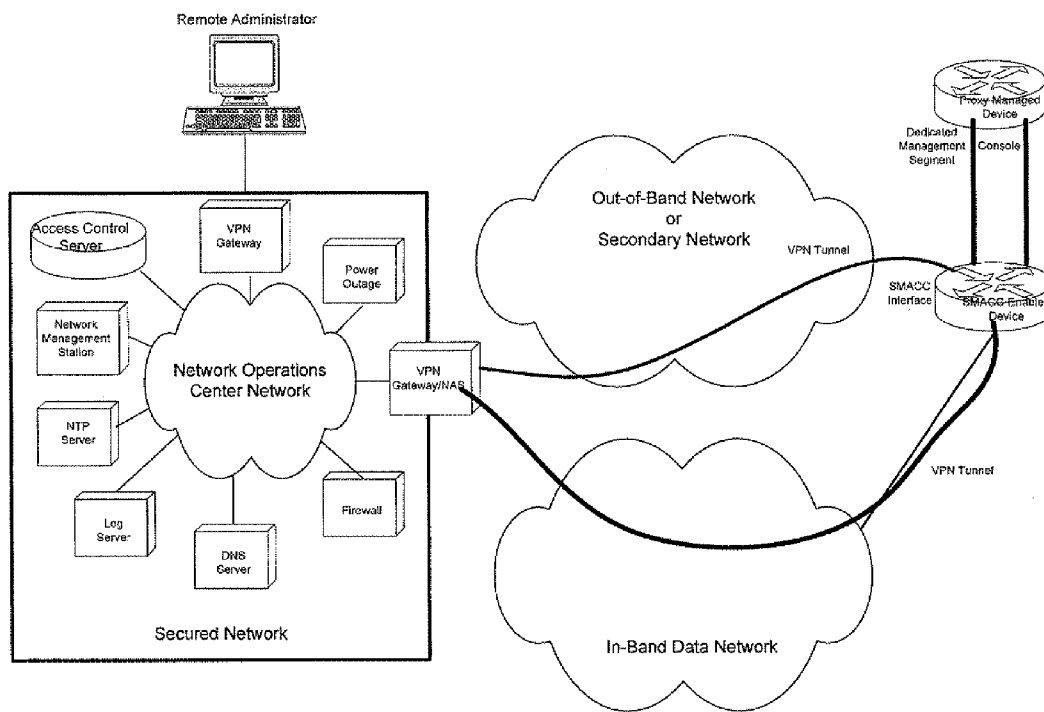 Remote Administrator
Proxy Managed
Device
Dedicated
Management
Segment
Console
Out-of-Band Network
or
Secondary Network
VPN Tunnel
SMACC
Interface
SMACC Enable
Device
Access Control
Server
VPN
Gateway
Power
Outage
Network
Management
Station
Network Operations
Center Network
VPN
Gateway/NAS
NTP
Server
Log
Server
DNS
Server
Firewall
VPN Tunnel
Secured Network
In-Band Data Network